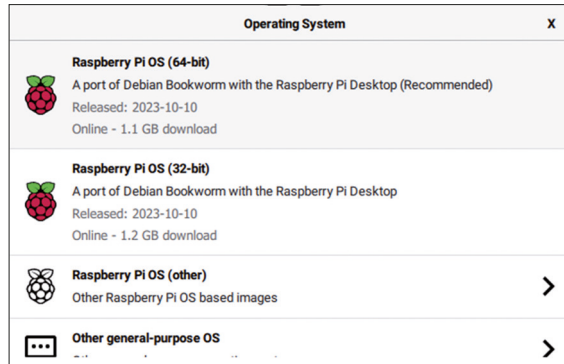 Operating System X
Raspberry Pi OS (64-bit)
A port of Debian Bookworm with the Raspberry Pi Desktop (Recommended)
Released: 2023-10-10
Online - 1.1 GB download
Raspberry Pi OS (32-bit)
A port of Debian Bookworm with the Raspberry Pi Desktop
Released: 2023-10-10
Online - 1.2 GB download
Raspberry Pi OS (other)
Other Raspberry Pi OS based images
Other general-purpose OS